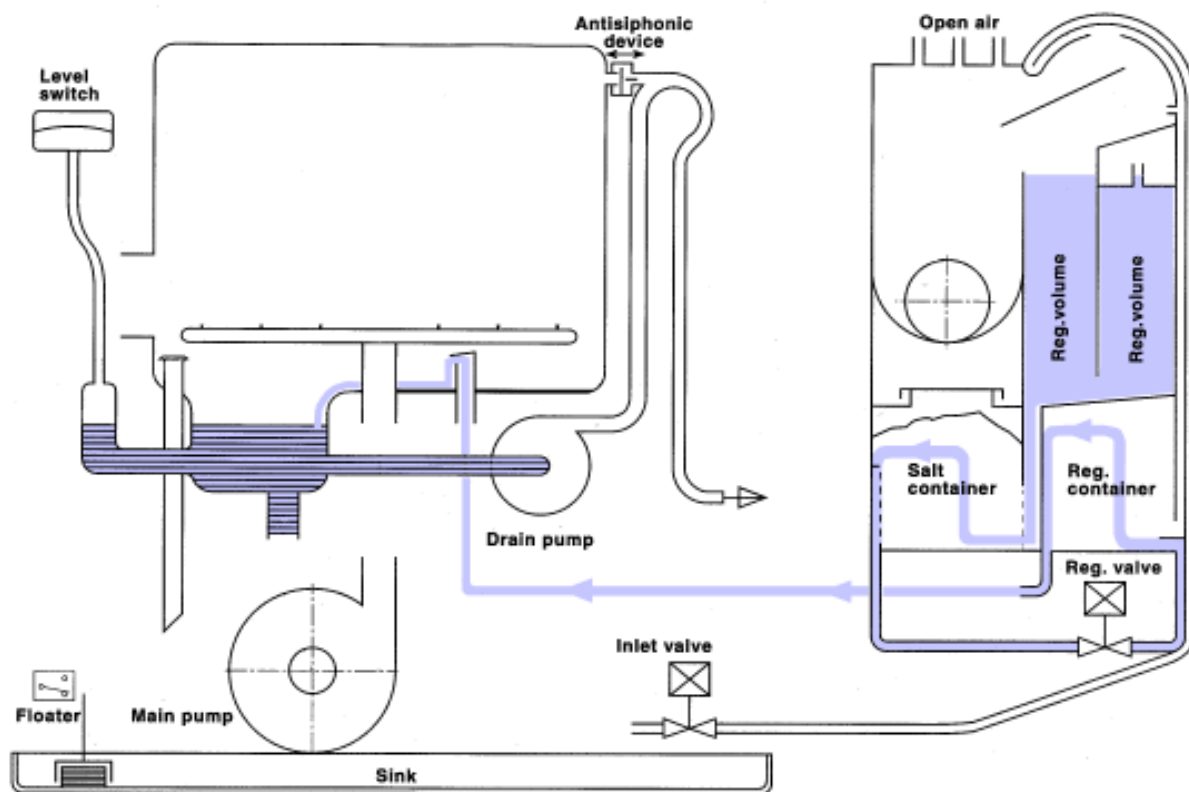 Antisiphonic
device
Open air
Level
switch
Reg.volume
Reg.volume
Salt
container
Reg.
container
Drain pump
Reg. valve
Inlet valve
Floater
Main pump
Sink